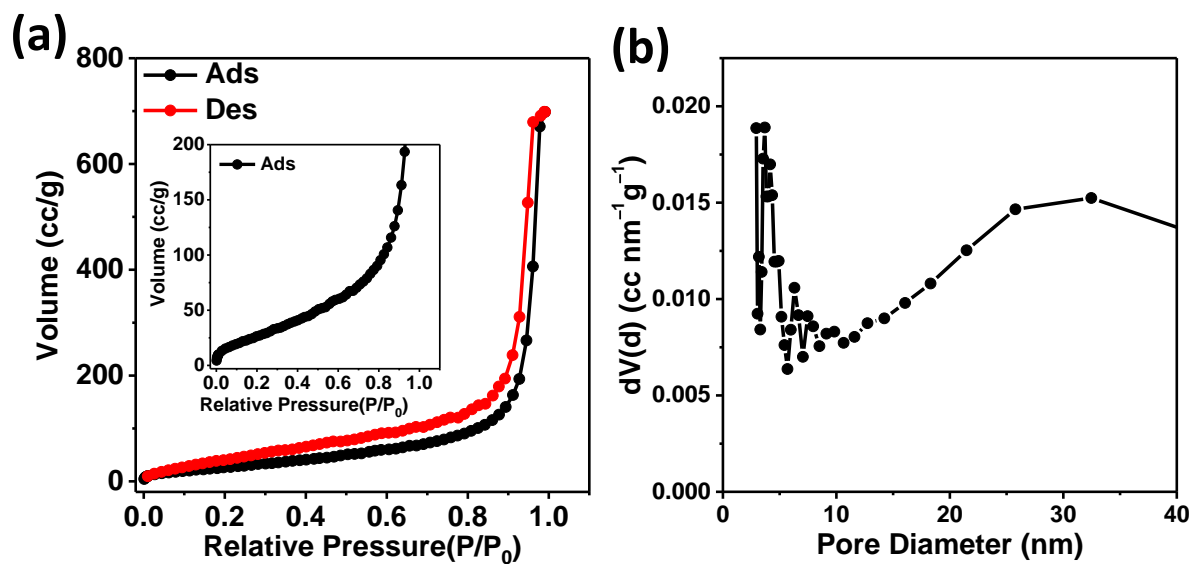 (a)
800
600
400
200
0
Volume (cc/g)
Ads
Des
200
150
100
50
0
Volume (cc/g)
Ads
0.0 0.2 0.4 0.6 0.8 1.0
Relative Pressure(P/P₀)
0.0 0.2 0.4 0.6 0.8 1.0
Relative Pressure(P/P₀)
(b)
0.020
0.015
0.010
0.005
0.000
dV(d) (cc nm⁻¹g⁻¹)
0 10 20 30 40
Pore Diameter (nm)